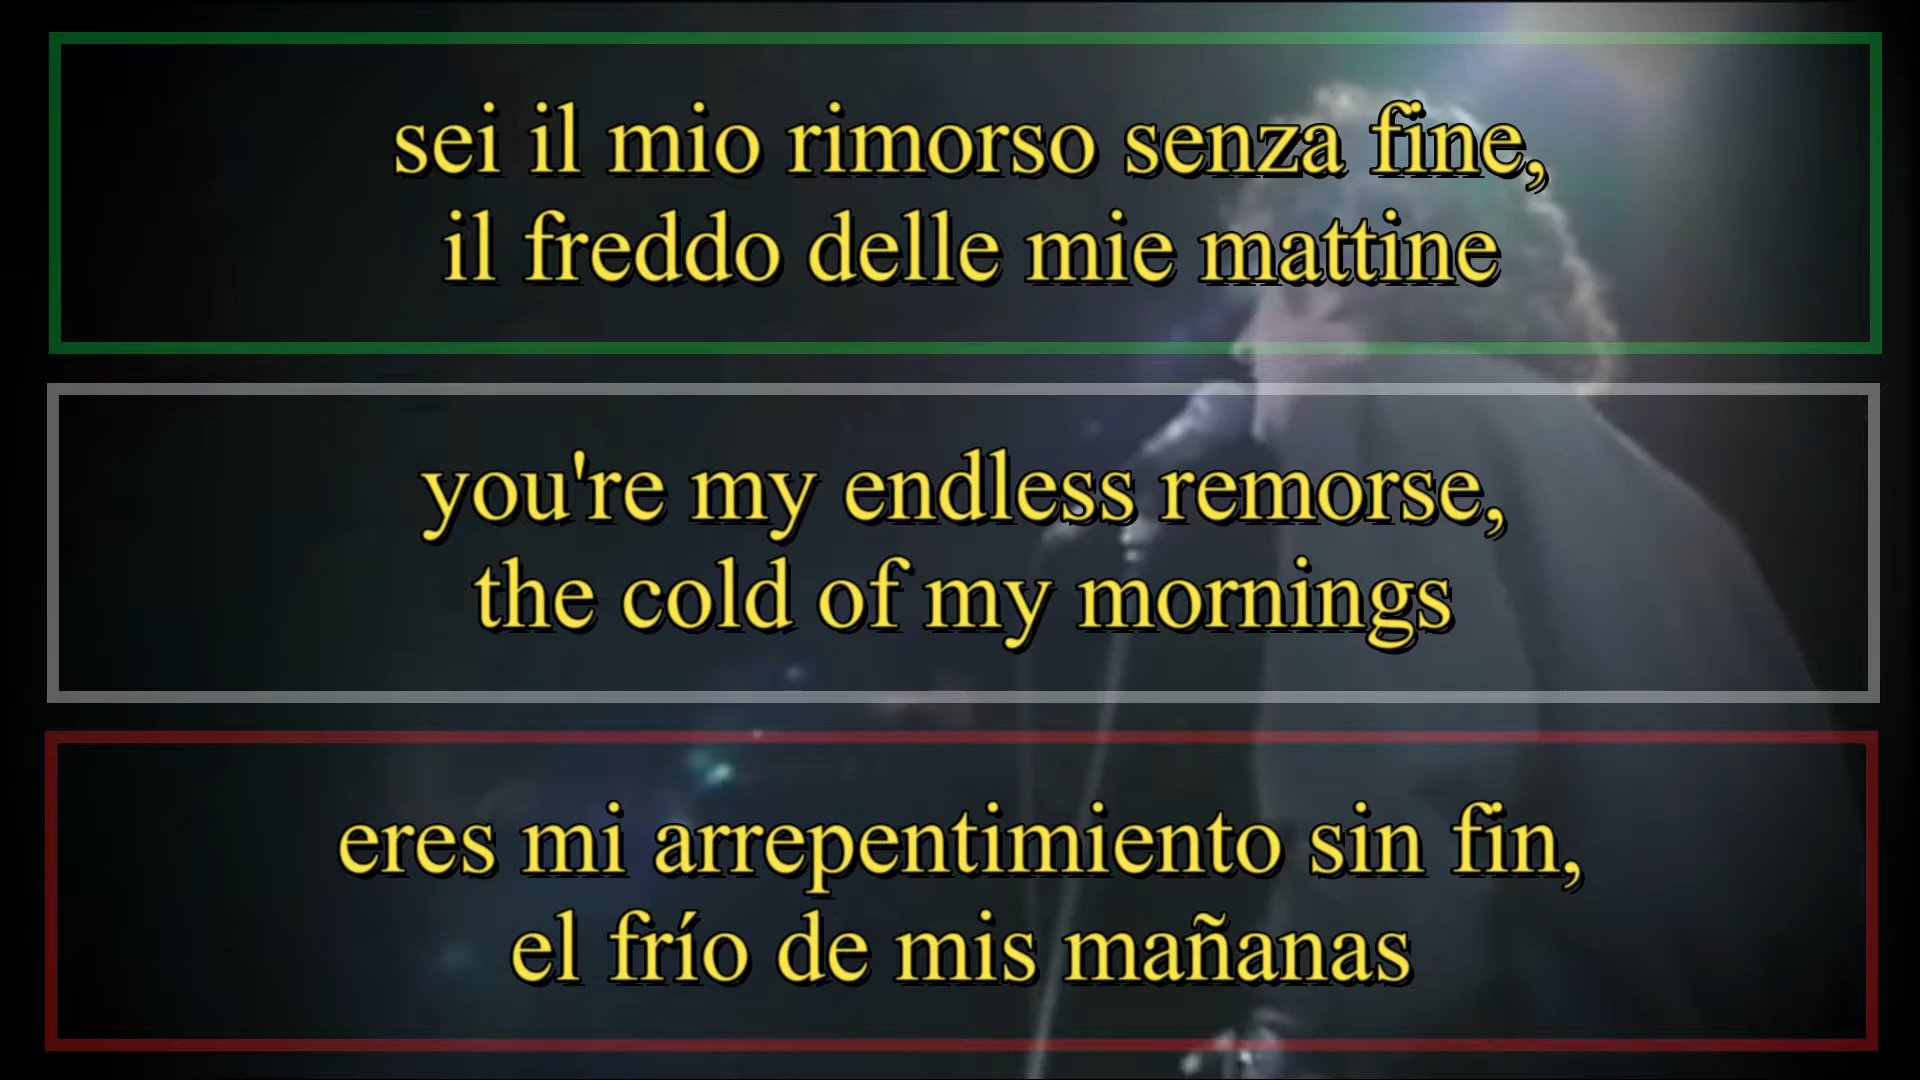 sei il mio rimorso senza fine,
il freddo delle mie mattine
you're my endless remorse,
the cold of my mornings
eres mi arrepentimiento sin fin,
el frío de mis mañanas